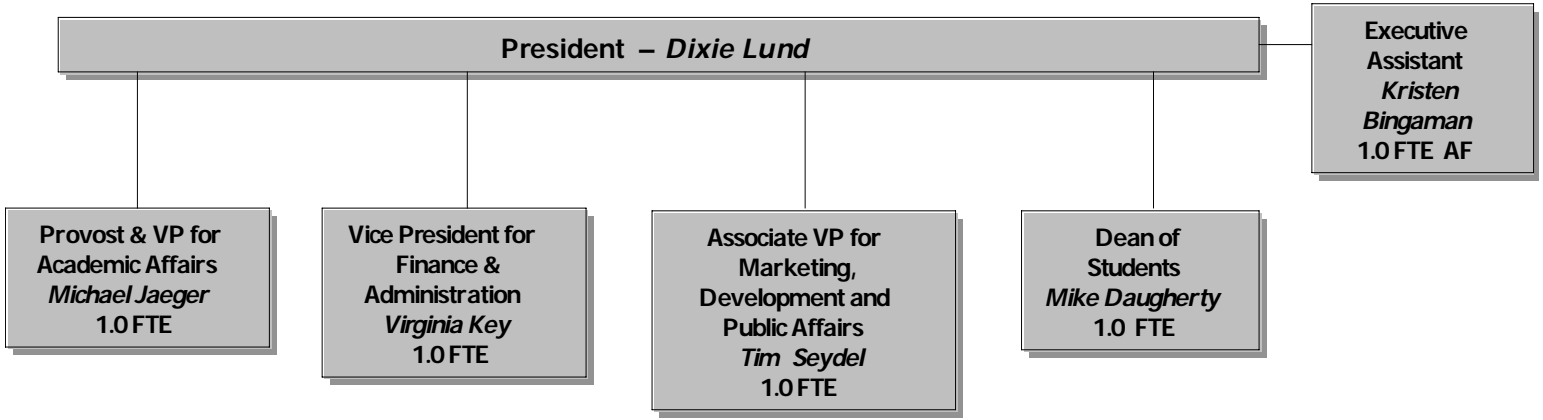 President – Dixie Lund
Executive
Assistant
Kristen
Bingaman
1.0 FTE AF
Provost & VP for
Academic Affairs
Michael Jaeger
1.0 FTE
Vice President for
Finance &
Administration
Virginia Key
1.0 FTE
Associate VP for
Marketing,
Development and
Public Affairs
Tim Seydel
1.0 FTE
Dean of
Students
Mike Daugherty
1.0 FTE